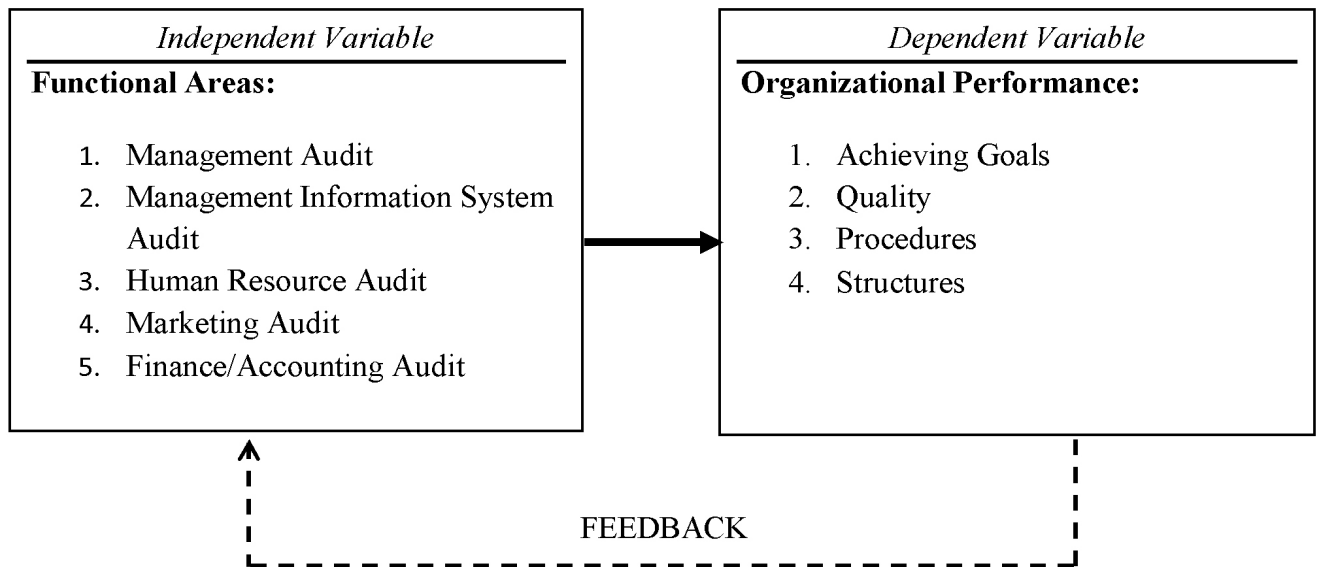 Independent Variable
Functional Areas:
1. Management Audit
2. Management Information System
Audit
3. Human Resource Audit
4. Marketing Audit
5. Finance/Accounting Audit
Dependent Variable
Organizational Performance:
1. Achieving Goals
2. Quality
3. Procedures
4. Structures
FEEDBACK